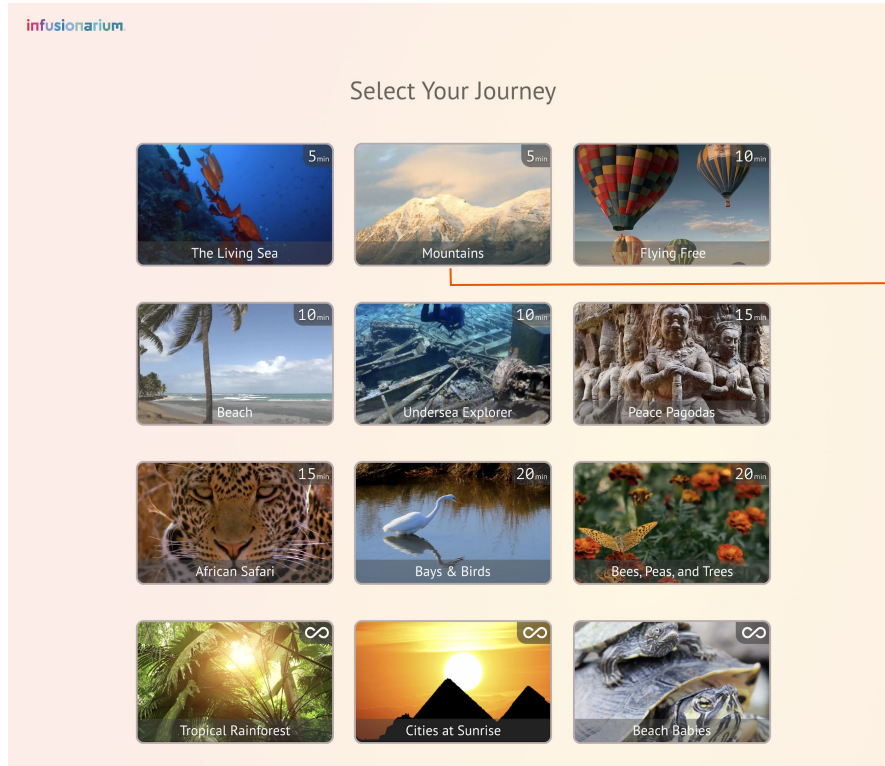 infusionarium
Select Your Journey
5min
5min
10min
The Living Sea
Mountains
Flying Free
10min
10min
15min
Beach
Undersea Explorer
Peace Pagodas
15min
20min
20min
African Safari
Bays & Birds
Bees, Peas, and Trees
∞
∞
∞
Tropical Rainforest
Cities at Sunrise
Beach Babies